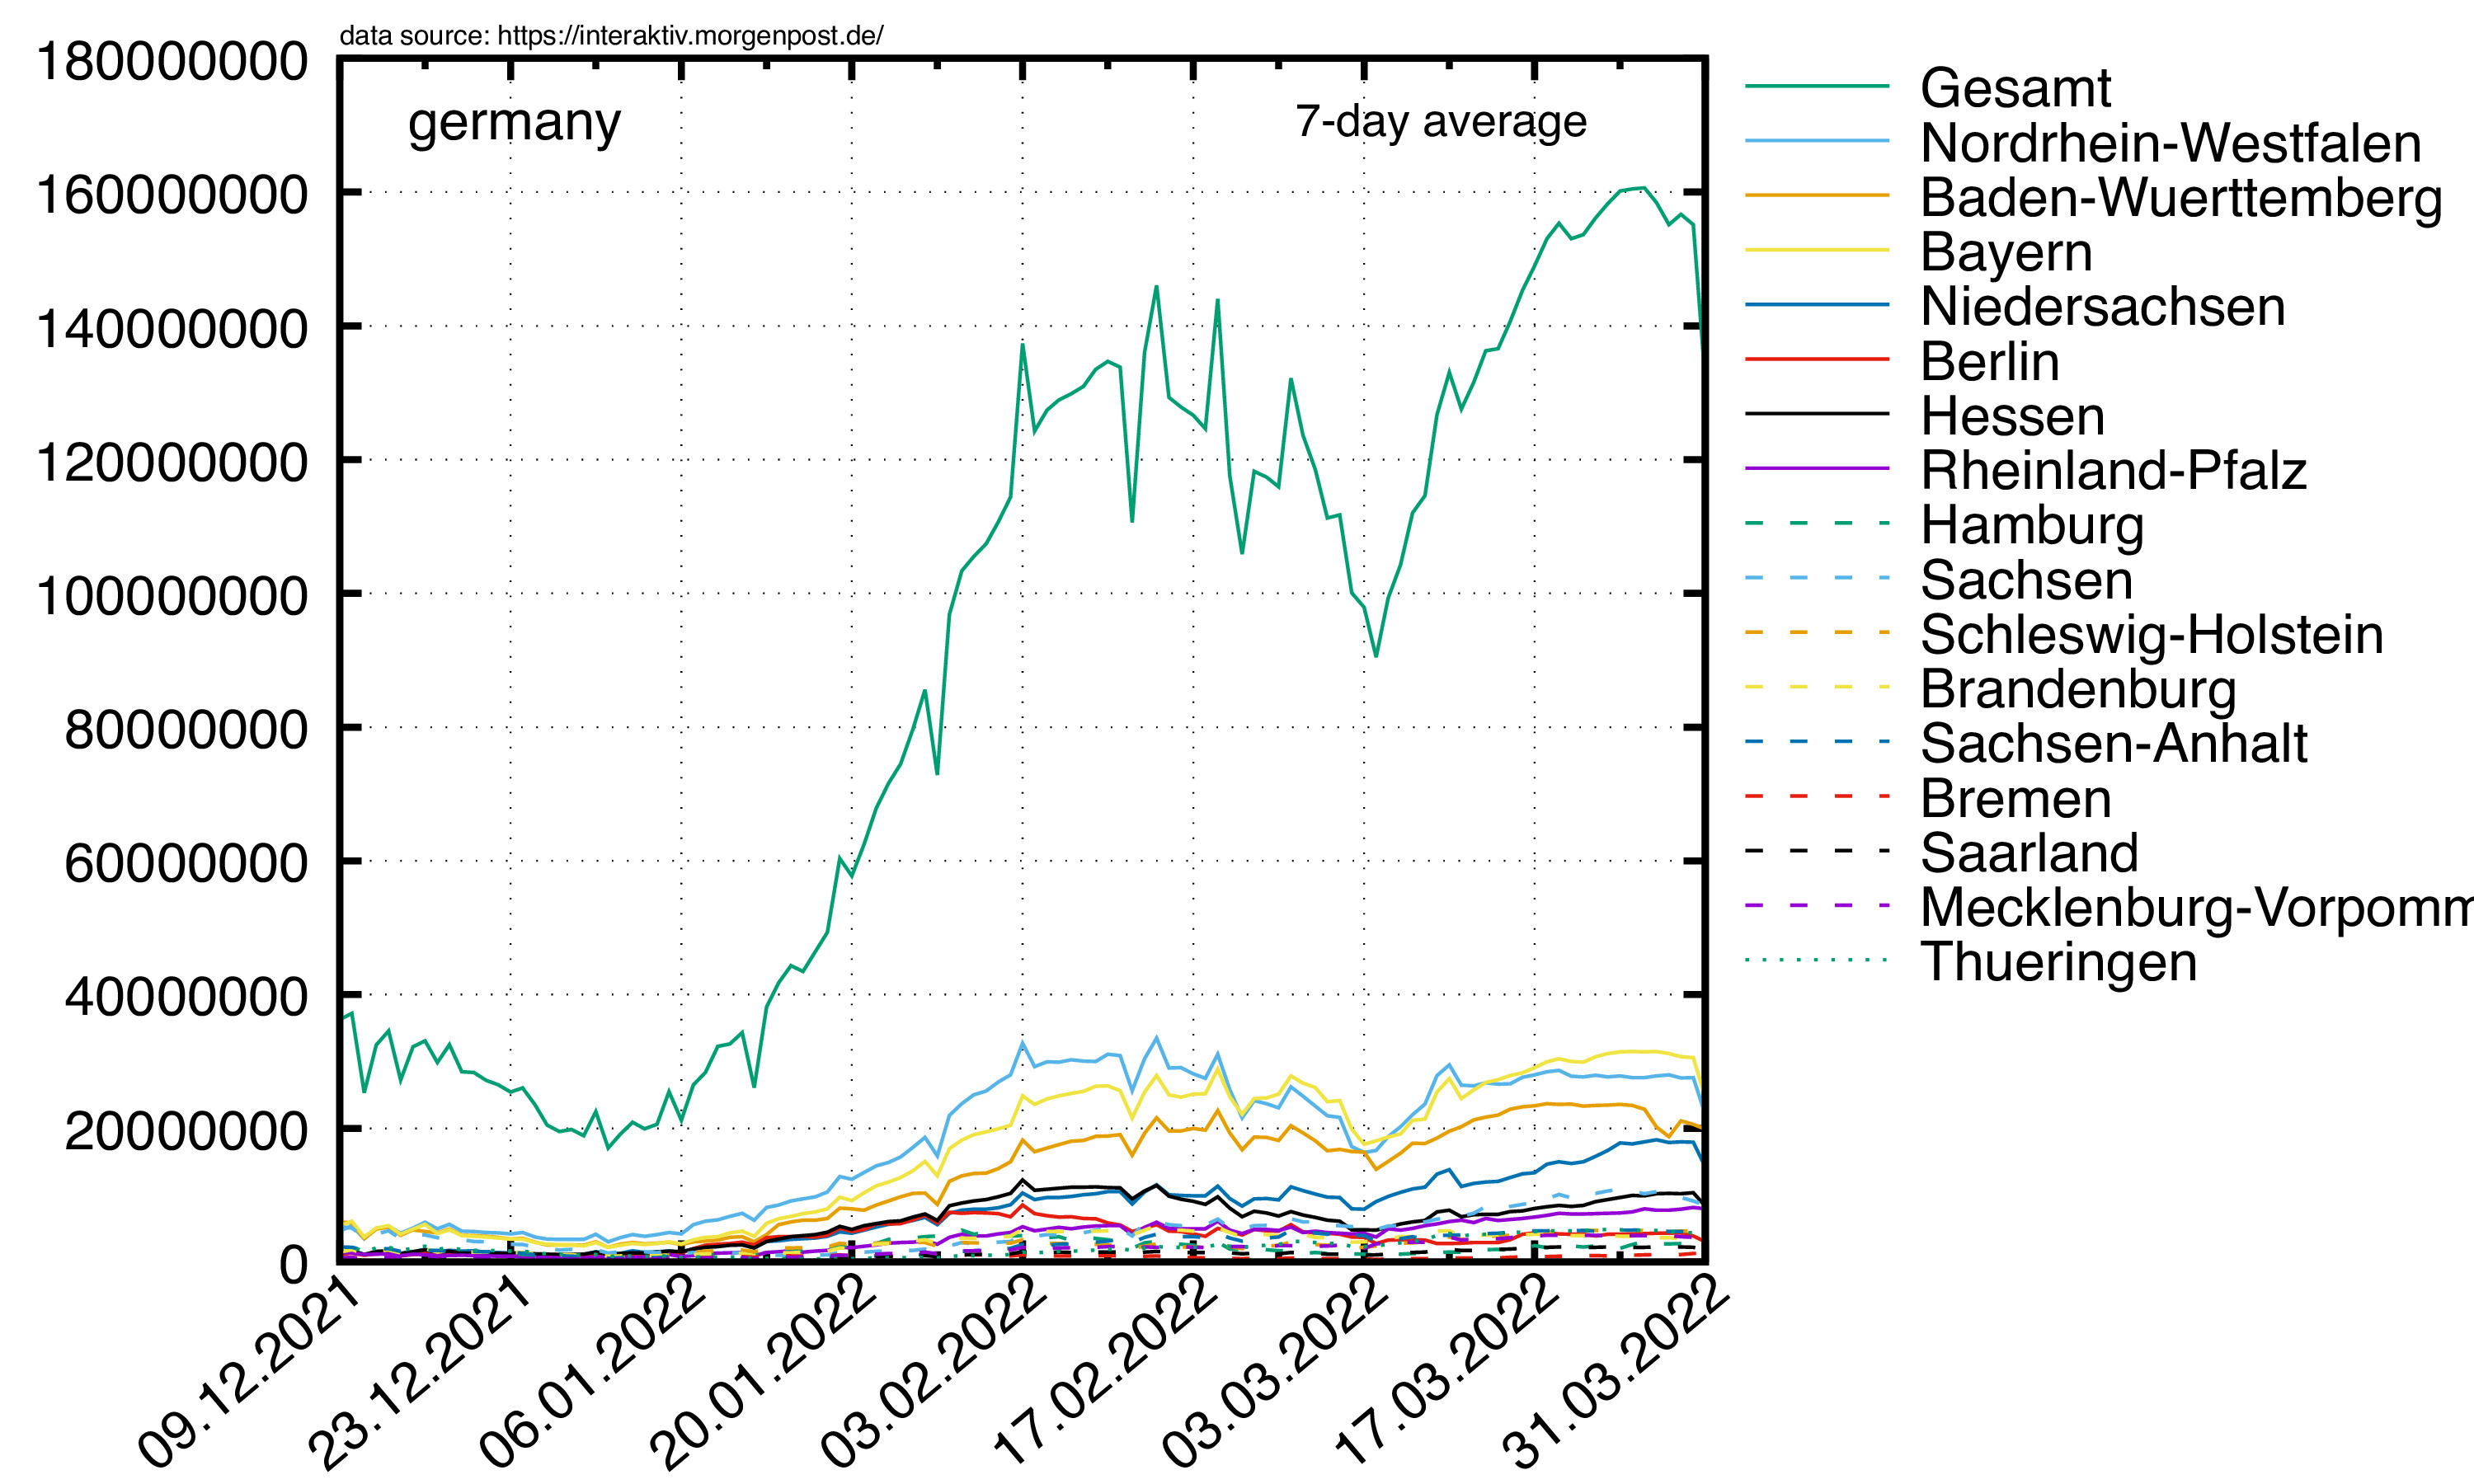 data source: https://interaktiv.morgenpost.de/
180000000
160000000
140000000
120000000
100000000
80000000
60000000
40000000
20000000
0
germany
7-day average
09.12.2021
23.12.2021
06.01.2022
20.01.2022
03.02.2022
17.02.2022
03.03.2022
17.03.2022
31.03.2022
Gesamt
Nordrhein-Westfalen
Baden-Wuerttemberg
Bayern
Niedersachsen
Berlin
Hessen
Rheinland-Pfalz
Hamburg
Sachsen
Schleswig-Holstein
Brandenburg
Sachsen-Anhalt
Bremen
Saarland
Mecklenburg-Vorpomm
Thueringen